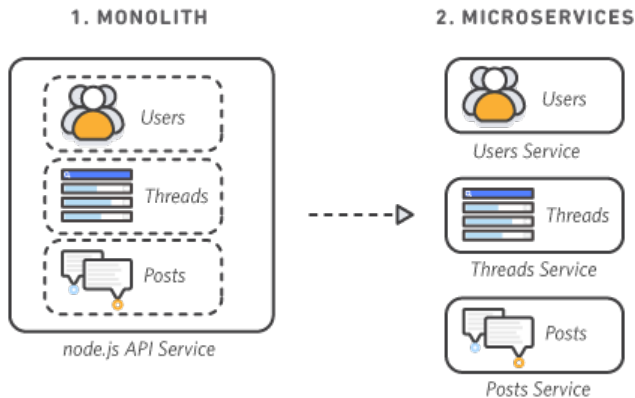 1. MONOLITH
Users
Threads
Posts
node.js API Service
2. MICROSERVICES
Users
Users Service
Threads
Threads Service
Posts
Posts Service